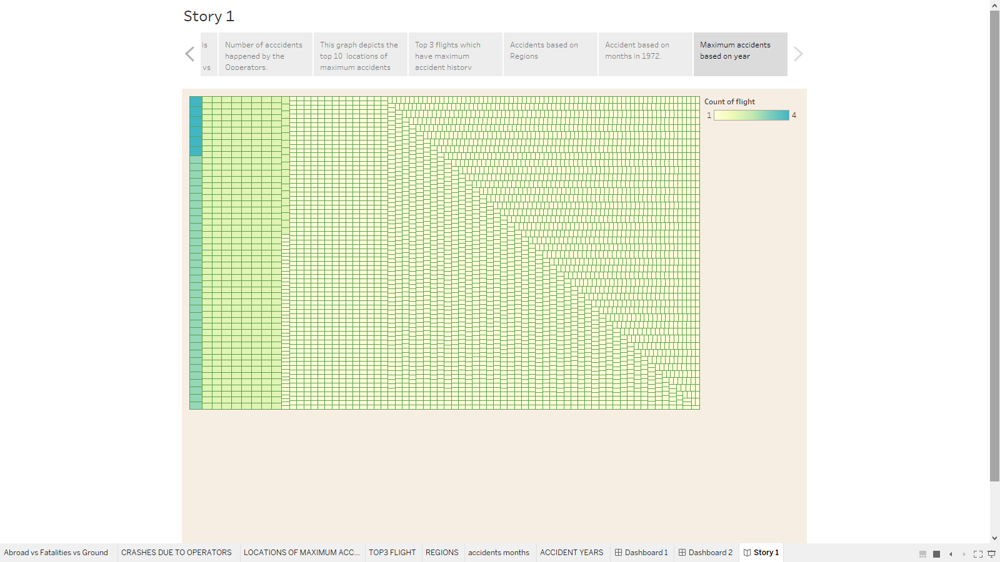 Story 1
is
vs
Number of acccidents
happened by the
Opperators.
This graph depicts the
top 10 locations of
maximum accidents
Top 3 flights which
have maximum
accident history
Accidents based on
Regions
Accident based on
months in 1972.
Maximum accidents
based on year
Count of flight
1 4
Abroad vs Fatalities vs Ground
CRASHES DUE TO OPERATORS
LOCATIONS OF MAXIMUM ACC...
TOP3 FLIGHT
REGIONS
accidents months
ACCIDENT YEARS
Dashboard 1
Dashboard 2
Story 1